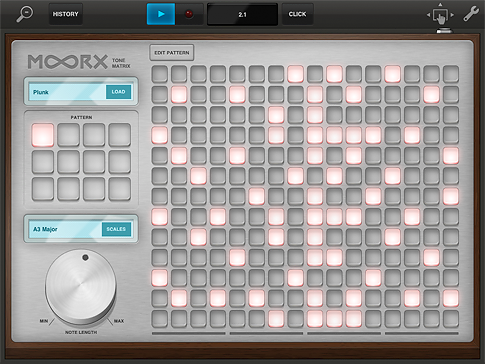 HISTORY
2.1
CLICK
MOORX
TONE
MATRIX
EDIT PATTERN
Plunk
LOAD
PATTERN
A3 Major
SCALES
MIN
MAX
NOTE LENGTH